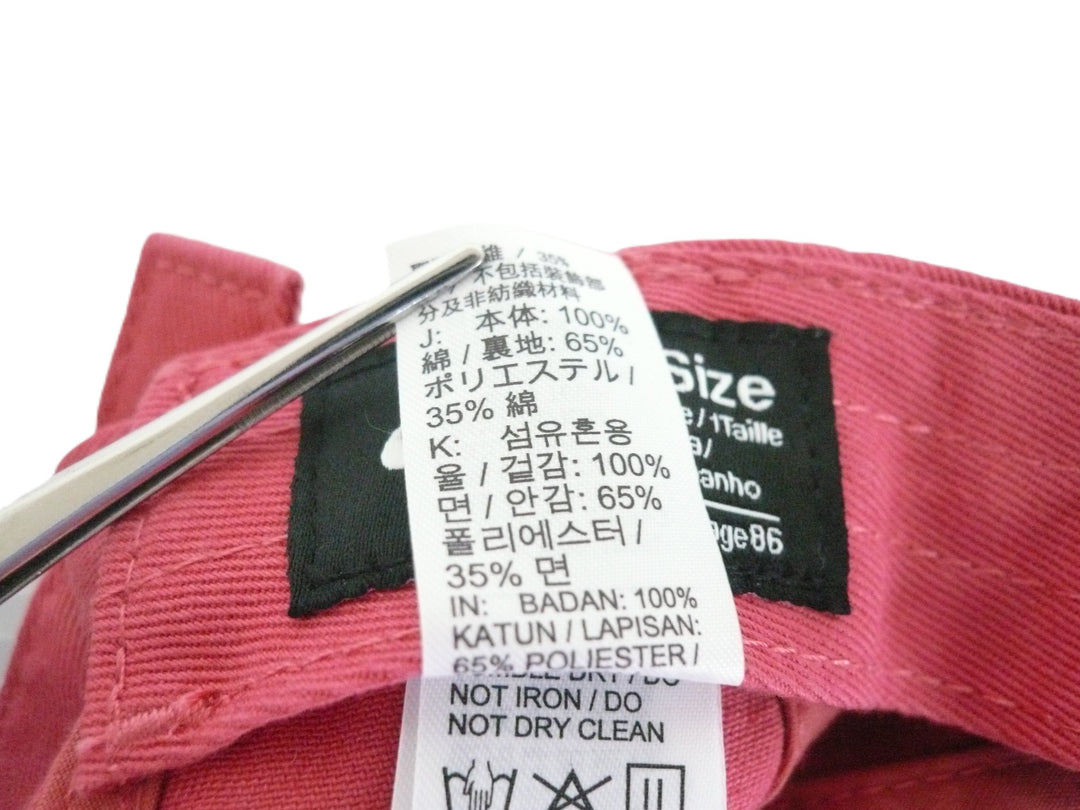 維 / 35%
不包括裝飾部
分及非紡織材料
J: 本体: 100%
綿 / 裏地: 65%
ポリエステル /
35% 綿
K: 섬유혼용
율 / 겉감: 100%
면 / 안감: 65%
폴리에스터 /
35% 면
IN: BADAN: 100%
KATUN / LAPISAN:
65% POLIESTER /
NOT IRON / DO
NOT DRY CLEAN
Size
/ 1Taille
86